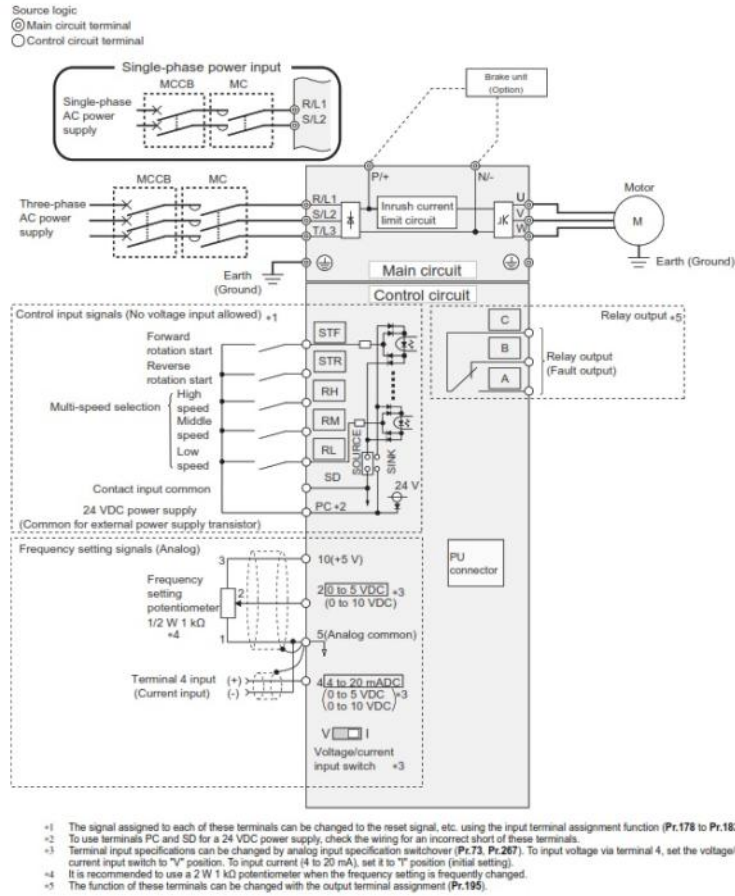 Source logic
Main circuit terminal
Control circuit terminal
Single-phase power input
MCCB MC
Single-phase
AC power
supply
R/L1
S/L2
Brake unit
(Option)
P/+ N/-
MCCB MC
Three-phase
AC power
supply
R/L1
S/L2
T/L3
Inrush current
limit circuit
U
V
W
Motor
M
Earth
(Ground)
Earth (Ground)
Main circuit
Control circuit
Control input signals (No voltage input allowed) *1
Forward
rotation start
Reverse
rotation start
Multi-speed selection
High
speed
Middle
speed
Low
speed
Contact input common
24 VDC power supply
(Common for external power supply transistor)
STF
STR
RH
RM
RL
SD
PC *2
SOURCE
SINK
24 V
C
B
A
Relay output *5
Relay output
(Fault output)
Frequency setting signals (Analog)
Frequency
setting
potentiometer
1/2 W 1 kΩ
*4
3
2
1
10(+5 V)
2 0 to 5 VDC *3
(0 to 10 VDC)
5(Analog common)
Terminal 4 input (+)
(Current input) (-)
4 4 to 20 mADC
(0 to 5 VDC *3
0 to 10 VDC)
V I
Voltage/current
input switch *3
PU
connector
*1 The signal assigned to each of these terminals can be changed to the reset signal, etc. using the input terminal assignment function (Pr.178 to Pr.182
*2 To use terminals PC and SD for a 24 VDC power supply, check the wiring for an incorrect short of these terminals.
*3 Terminal input specifications can be changed by analog input specification switchover (Pr.73, Pr.267). To input voltage via terminal 4, set the voltage/
current input switch to "V" position. To input current (4 to 20 mA), set it to "I" position (initial setting).
*4 It is recommended to use a 2 W 1 kΩ potentiometer when the frequency setting is frequently changed.
*5 The function of these terminals can be changed with the output terminal assignment (Pr.195).